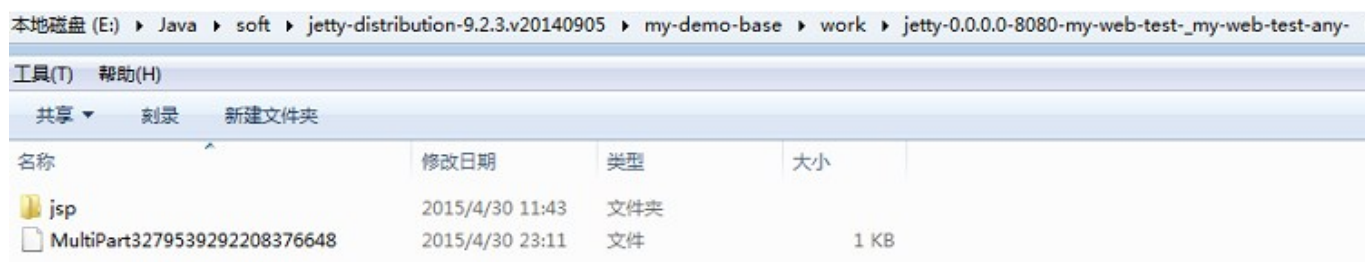 本地磁盘 (E:) ▸ Java ▸ soft ▸ jetty-distribution-9.2.3.v20140905 ▸ my-demo-base ▸ work ▸ jetty-0.0.0.0-8080-my-web-test-_my-web-test-any-
工具(T) 帮助(H)
共享 刻录 新建文件夹
名称 修改日期 类型 大小
jsp 2015/4/30 11:43 文件夹
MultiPart3279539292208376648 2015/4/30 23:11 文件 1 KB